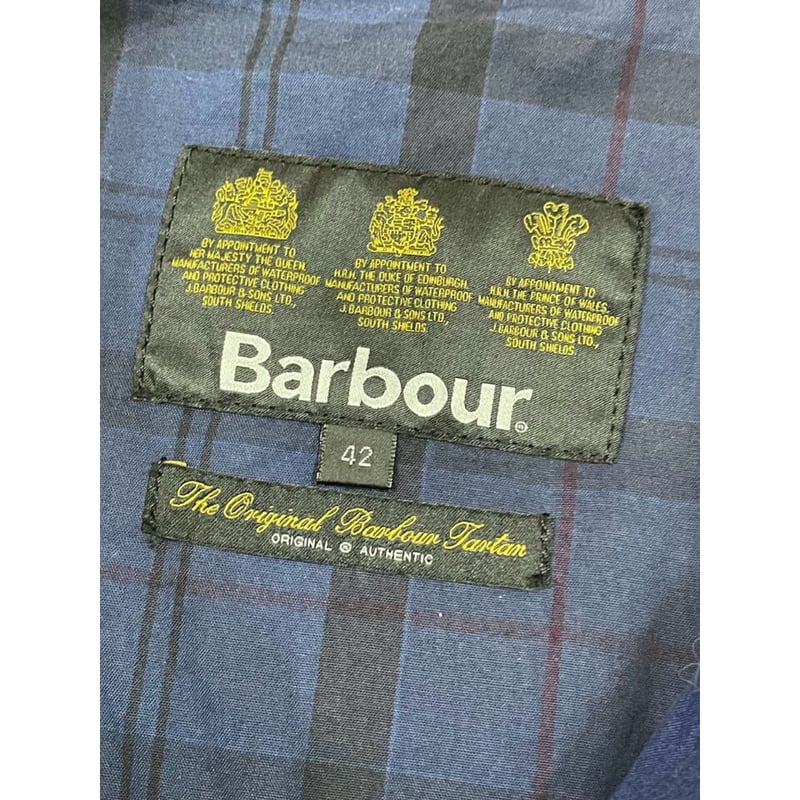 BY APPOINTMENT TO
HER MAJESTY THE QUEEN.
MANUFACTURERS OF WATERPROOF
AND PROTECTIVE CLOTHING
J.BARBOUR & SONS LTD.,
SOUTH SHIELDS.
BY APPOINTMENT TO
H.R.H. THE DUKE OF EDINBURGH.
MANUFACTURERS OF WATERPROOF
AND PROTECTIVE CLOTHING
J.BARBOUR & SONS LTD.,
SOUTH SHIELDS.
BY APPOINTMENT TO
H.R.H. THE PRINCE OF WALES.
MANUFACTURERS OF WATERPROOF
AND PROTECTIVE CLOTHING
J.BARBOUR & SONS LTD.,
SOUTH SHIELDS.
Barbour®
42
The Original Barbour Tartan
ORIGINAL ® AUTHENTIC